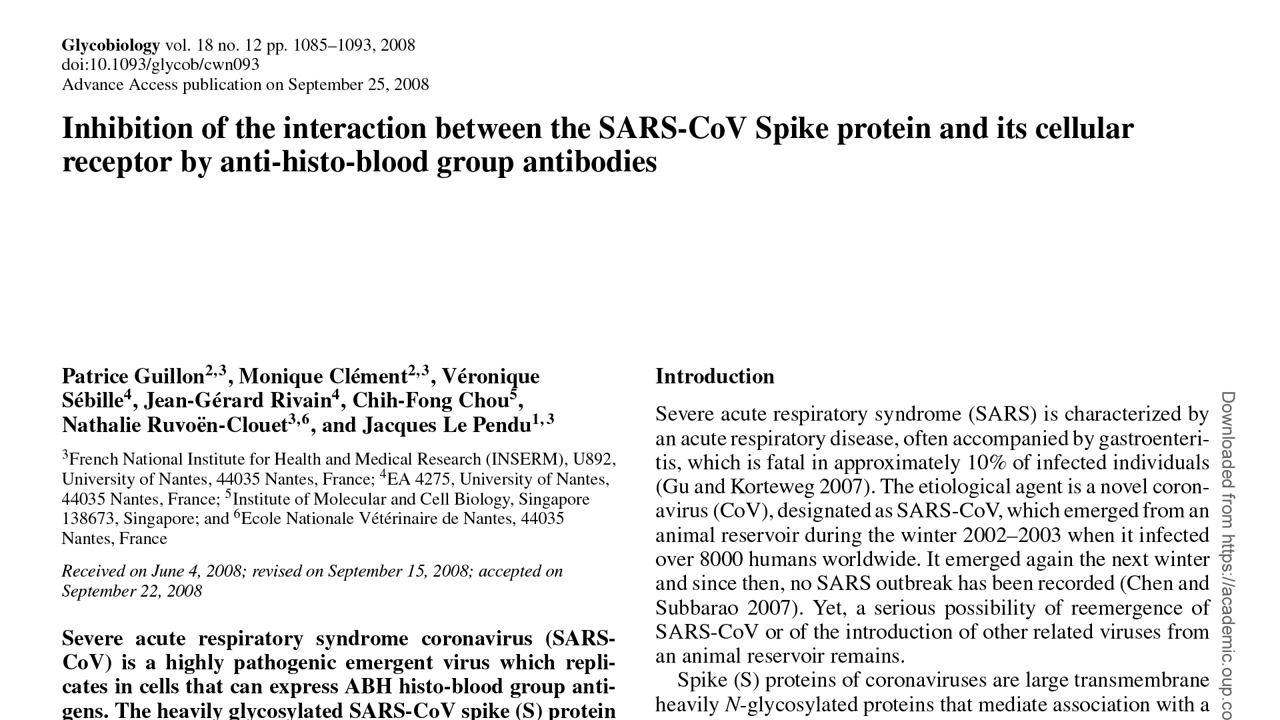 Glycobiology vol. 18 no. 12 pp. 1085–1093, 2008
doi:10.1093/glycob/cwn093
Advance Access publication on September 25, 2008
Inhibition of the interaction between the SARS-CoV Spike protein and its cellular
receptor by anti-histo-blood group antibodies
Patrice Guillon2,3, Monique Clément2,3, Véronique
Sébille4, Jean-Gérard Rivain4, Chih-Fong Chou5,
Nathalie Ruvoën-Clouet3,6, and Jacques Le Pendu1,3
3French National Institute for Health and Medical Research (INSERM), U892,
University of Nantes, 44035 Nantes, France; 4EA 4275, University of Nantes,
44035 Nantes, France; 5Institute of Molecular and Cell Biology, Singapore
138673, Singapore; and 6Ecole Nationale Vétérinaire de Nantes, 44035
Nantes, France
Received on June 4, 2008; revised on September 15, 2008; accepted on
September 22, 2008
Severe acute respiratory syndrome coronavirus (SARS-
CoV) is a highly pathogenic emergent virus which repli-
cates in cells that can express ABH histo-blood group anti-
gens. The heavily glycosylated SARS-CoV spike (S) protein
Introduction
Severe acute respiratory syndrome (SARS) is characterized by
an acute respiratory disease, often accompanied by gastroenteri-
tis, which is fatal in approximately 10% of infected individuals
(Gu and Korteweg 2007). The etiological agent is a novel coron-
avirus (CoV), designated as SARS-CoV, which emerged from an
animal reservoir during the winter 2002–2003 when it infected
over 8000 humans worldwide. It emerged again the next winter
and since then, no SARS outbreak has been recorded (Chen and
Subbarao 2007). Yet, a serious possibility of reemergence of
SARS-CoV or of the introduction of other related viruses from
an animal reservoir remains.
Spike (S) proteins of coronaviruses are large transmembrane
heavily N-glycosylated proteins that mediate association with a
Downloaded from https://academic.oup.co